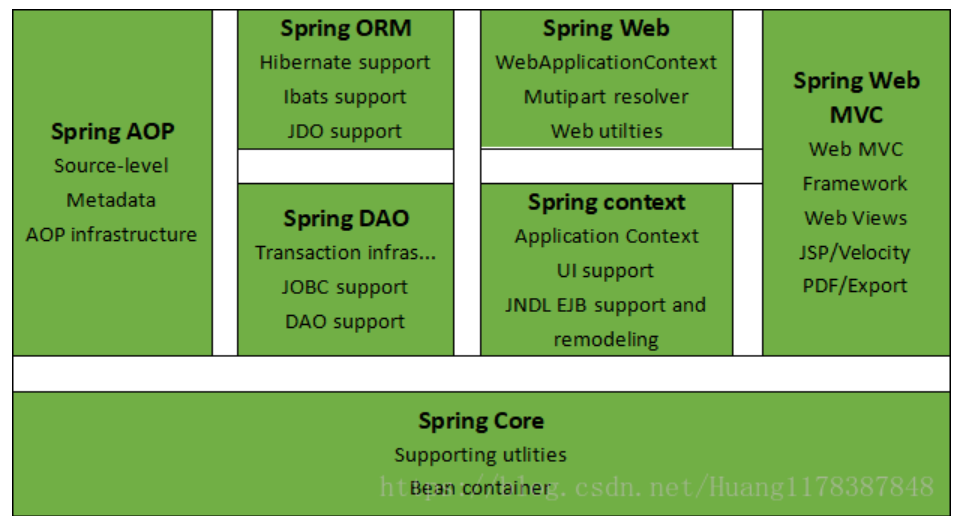 Spring AOP
Source-level
Metadata
AOP infrastructure
Spring ORM
Hibernate support
Ibats support
JDO support
Spring DAO
Transaction infras...
JOBC support
DAO support
Spring Web
WebApplicationContext
Mutipart resolver
Web utilties
Spring context
Application Context
UI support
JNDL EJB support and
remodeling
Spring Web
MVC
Web MVC
Framework
Web Views
JSP/Velocity
PDF/Export
Spring Core
Supporting utlities
Bean container
csdn.net/Huang1178387848